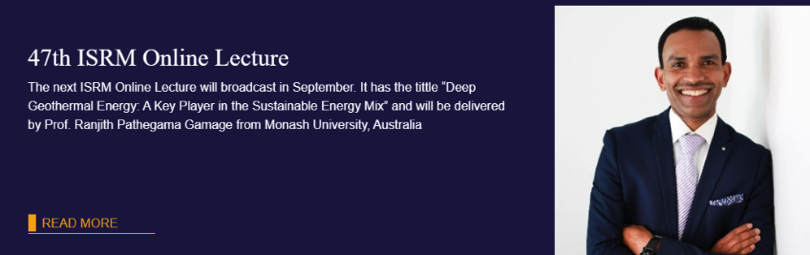 47th ISRM Online Lecture
The next ISRM Online Lecture will broadcast in September. It has the tittle “Deep
Geothermal Energy: A Key Player in the Sustainable Energy Mix” and will be delivered
by Prof. Ranjith Pathegama Gamage from Monash University, Australia
READ MORE